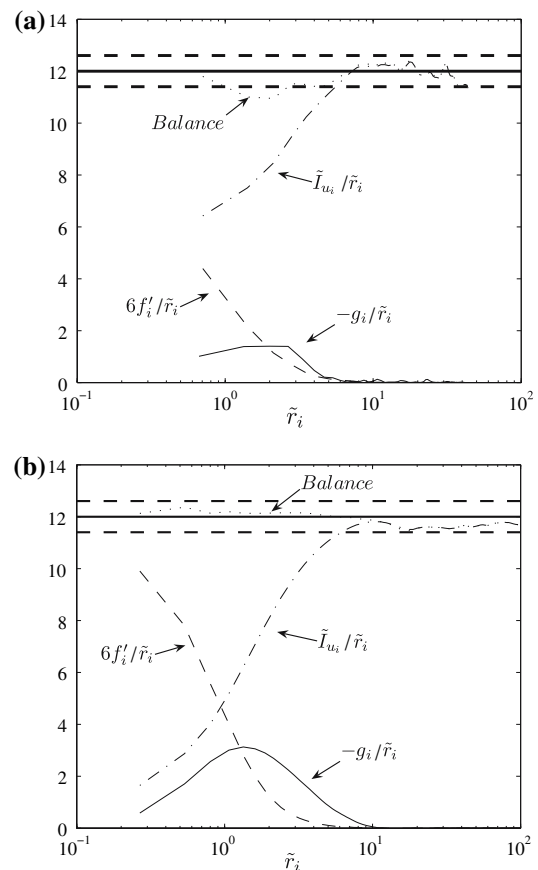 (a)
14
12
10
8
6
4
2
0
Balance
Ĩ_{u_i}/r̃_i
6f'_i/r̃_i
−g_i/r̃_i
10^{-1} 10^0 10^1 10^2
r̃_i
(b)
14
12
10
8
6
4
2
0
Balance
6f'_i/r̃_i
Ĩ_{u_i}/r̃_i
−g_i/r̃_i
10^{-1} 10^0 10^1 10^2
r̃_i